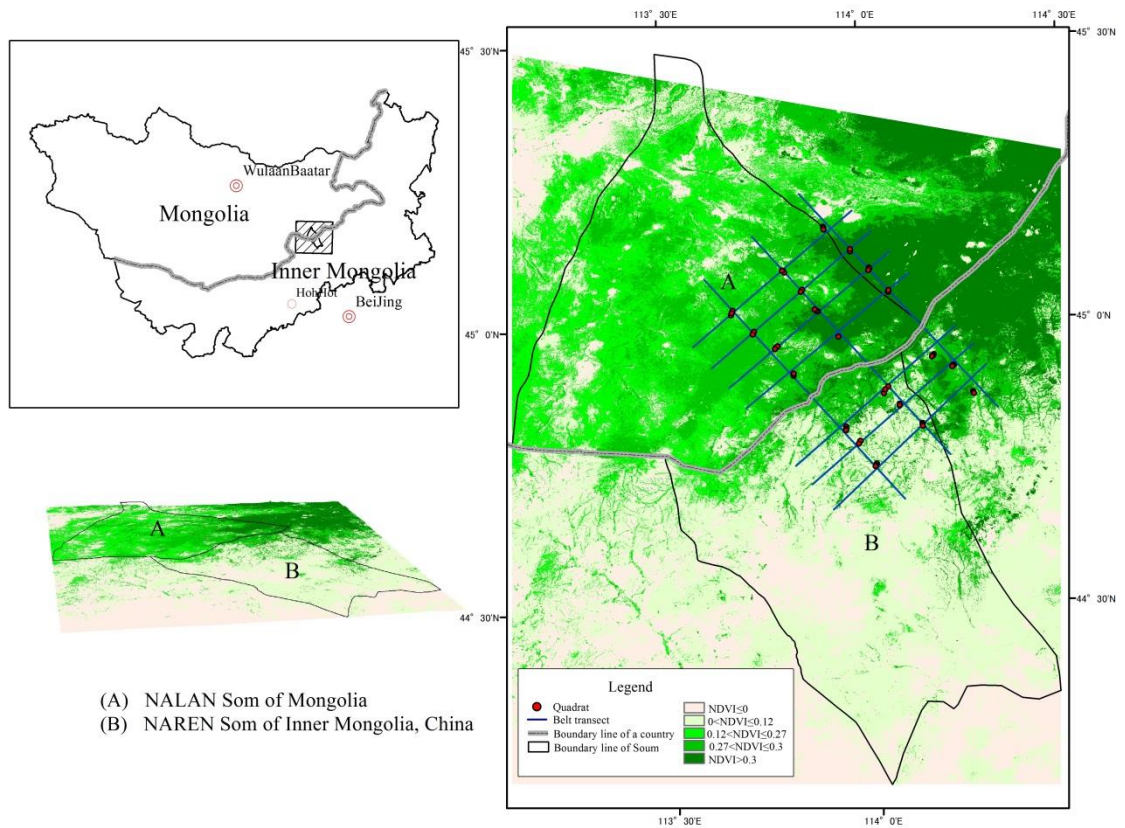 113° 30'E
114° 0'E
114° 30'E
45° 30'N
45° 30'N
WulaanBaatar
Mongolia
A
Inner Mongolia
HohHot
BeiJing
45° 0'N
45° 0'N
A
B
A
B
44° 30'N
44° 30'N
(A) NALAN Som of Mongolia
(B) NAREN Som of Inner Mongolia, China
Legend
Quadrat
Belt transect
Boundary line of a country
Boundary line of Soum
NDVI≤0
0<NDVI≤0.12
0.12<NDVI≤0.27
0.27<NDVI≤0.3
NDVI>0.3
113° 30'E
114° 0'E